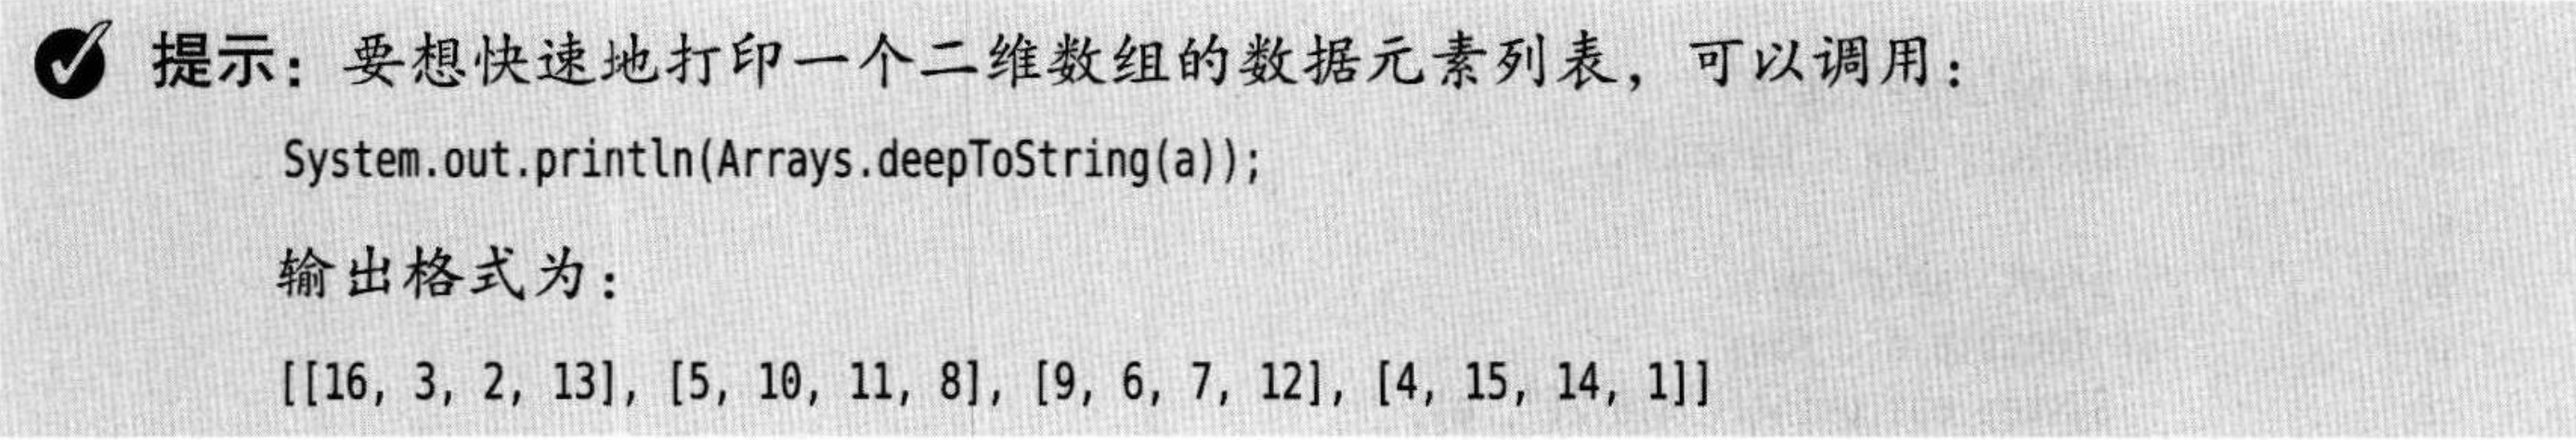 提示：要想快速地打印一个二维数组的数据元素列表，可以调用：
System.out.println(Arrays.deepToString(a));
输出格式为：
[[16, 3, 2, 13], [5, 10, 11, 8], [9, 6, 7, 12], [4, 15, 14, 1]]